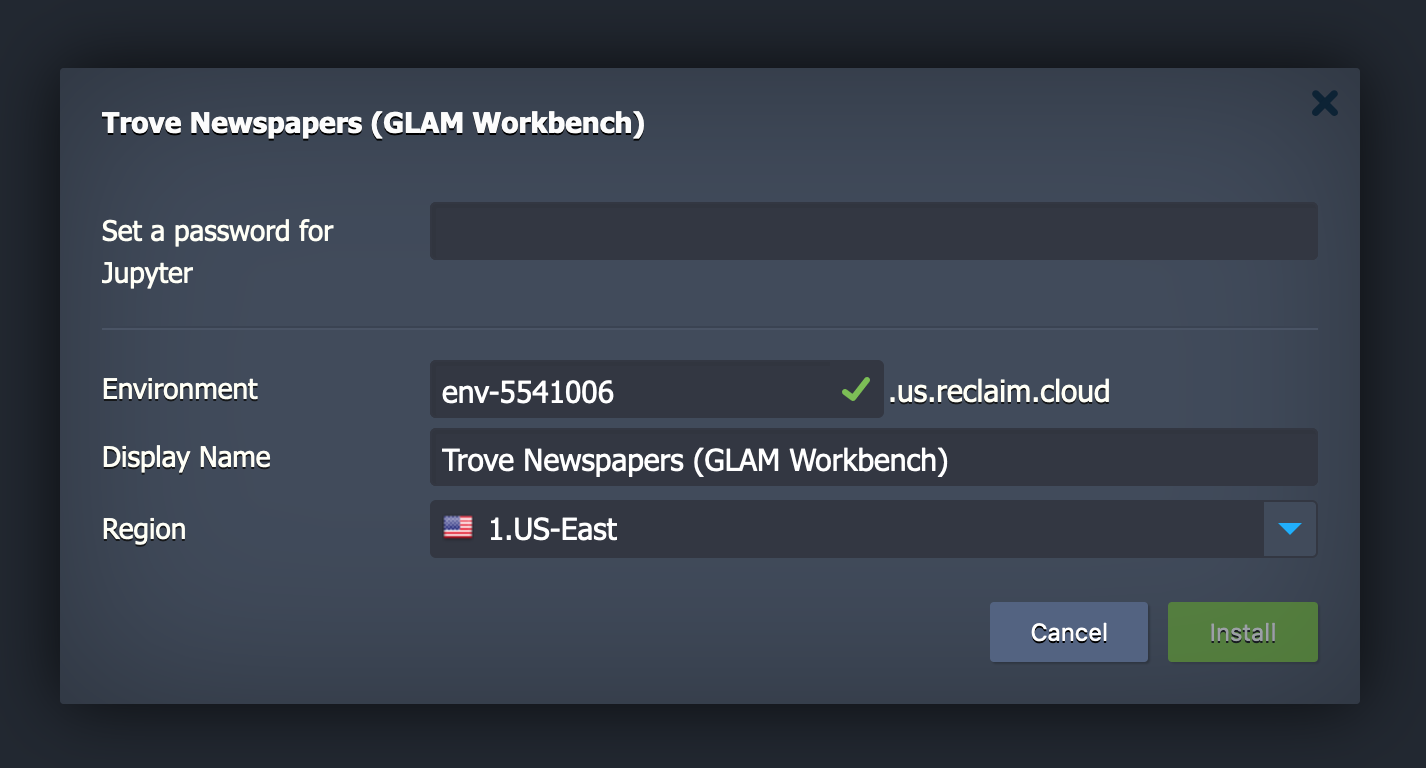 Trove Newspapers (GLAM Workbench)
Set a password for
Jupyter
Environment env-5541006 .us.reclaim.cloud
Display Name Trove Newspapers (GLAM Workbench)
Region 1.US-East
Cancel Install